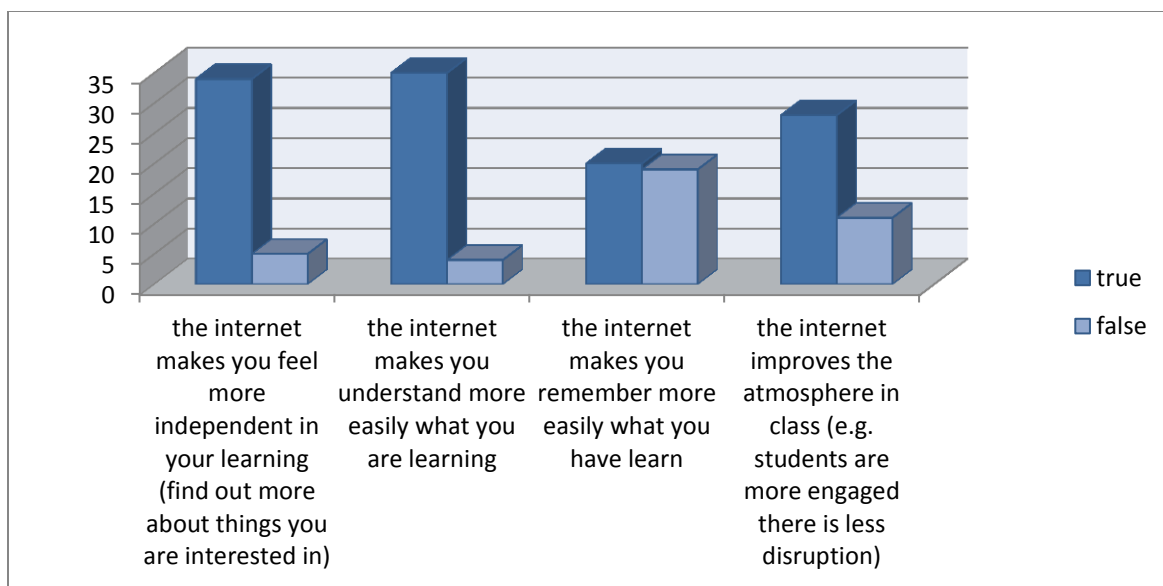 35
30
25
20
15
10
5
0
the internet
makes you feel
more
independent in
your learning
(find out more
about things you
are interested in)
the internet
makes you
understand more
easily what you
are learning
the internet
makes you
remember more
easily what you
have learn
the internet
improves the
atmosphere in
class (e.g.
students are
more engaged
there is less
disruption)
true
false